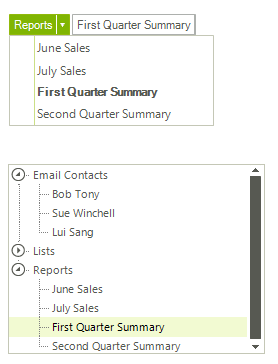 Reports First Quarter Summary
June Sales
July Sales
First Quarter Summary
Second Quarter Summary
Email Contacts
Bob Tony
Sue Winchell
Lui Sang
Lists
Reports
June Sales
July Sales
First Quarter Summary
Second Quarter Summary